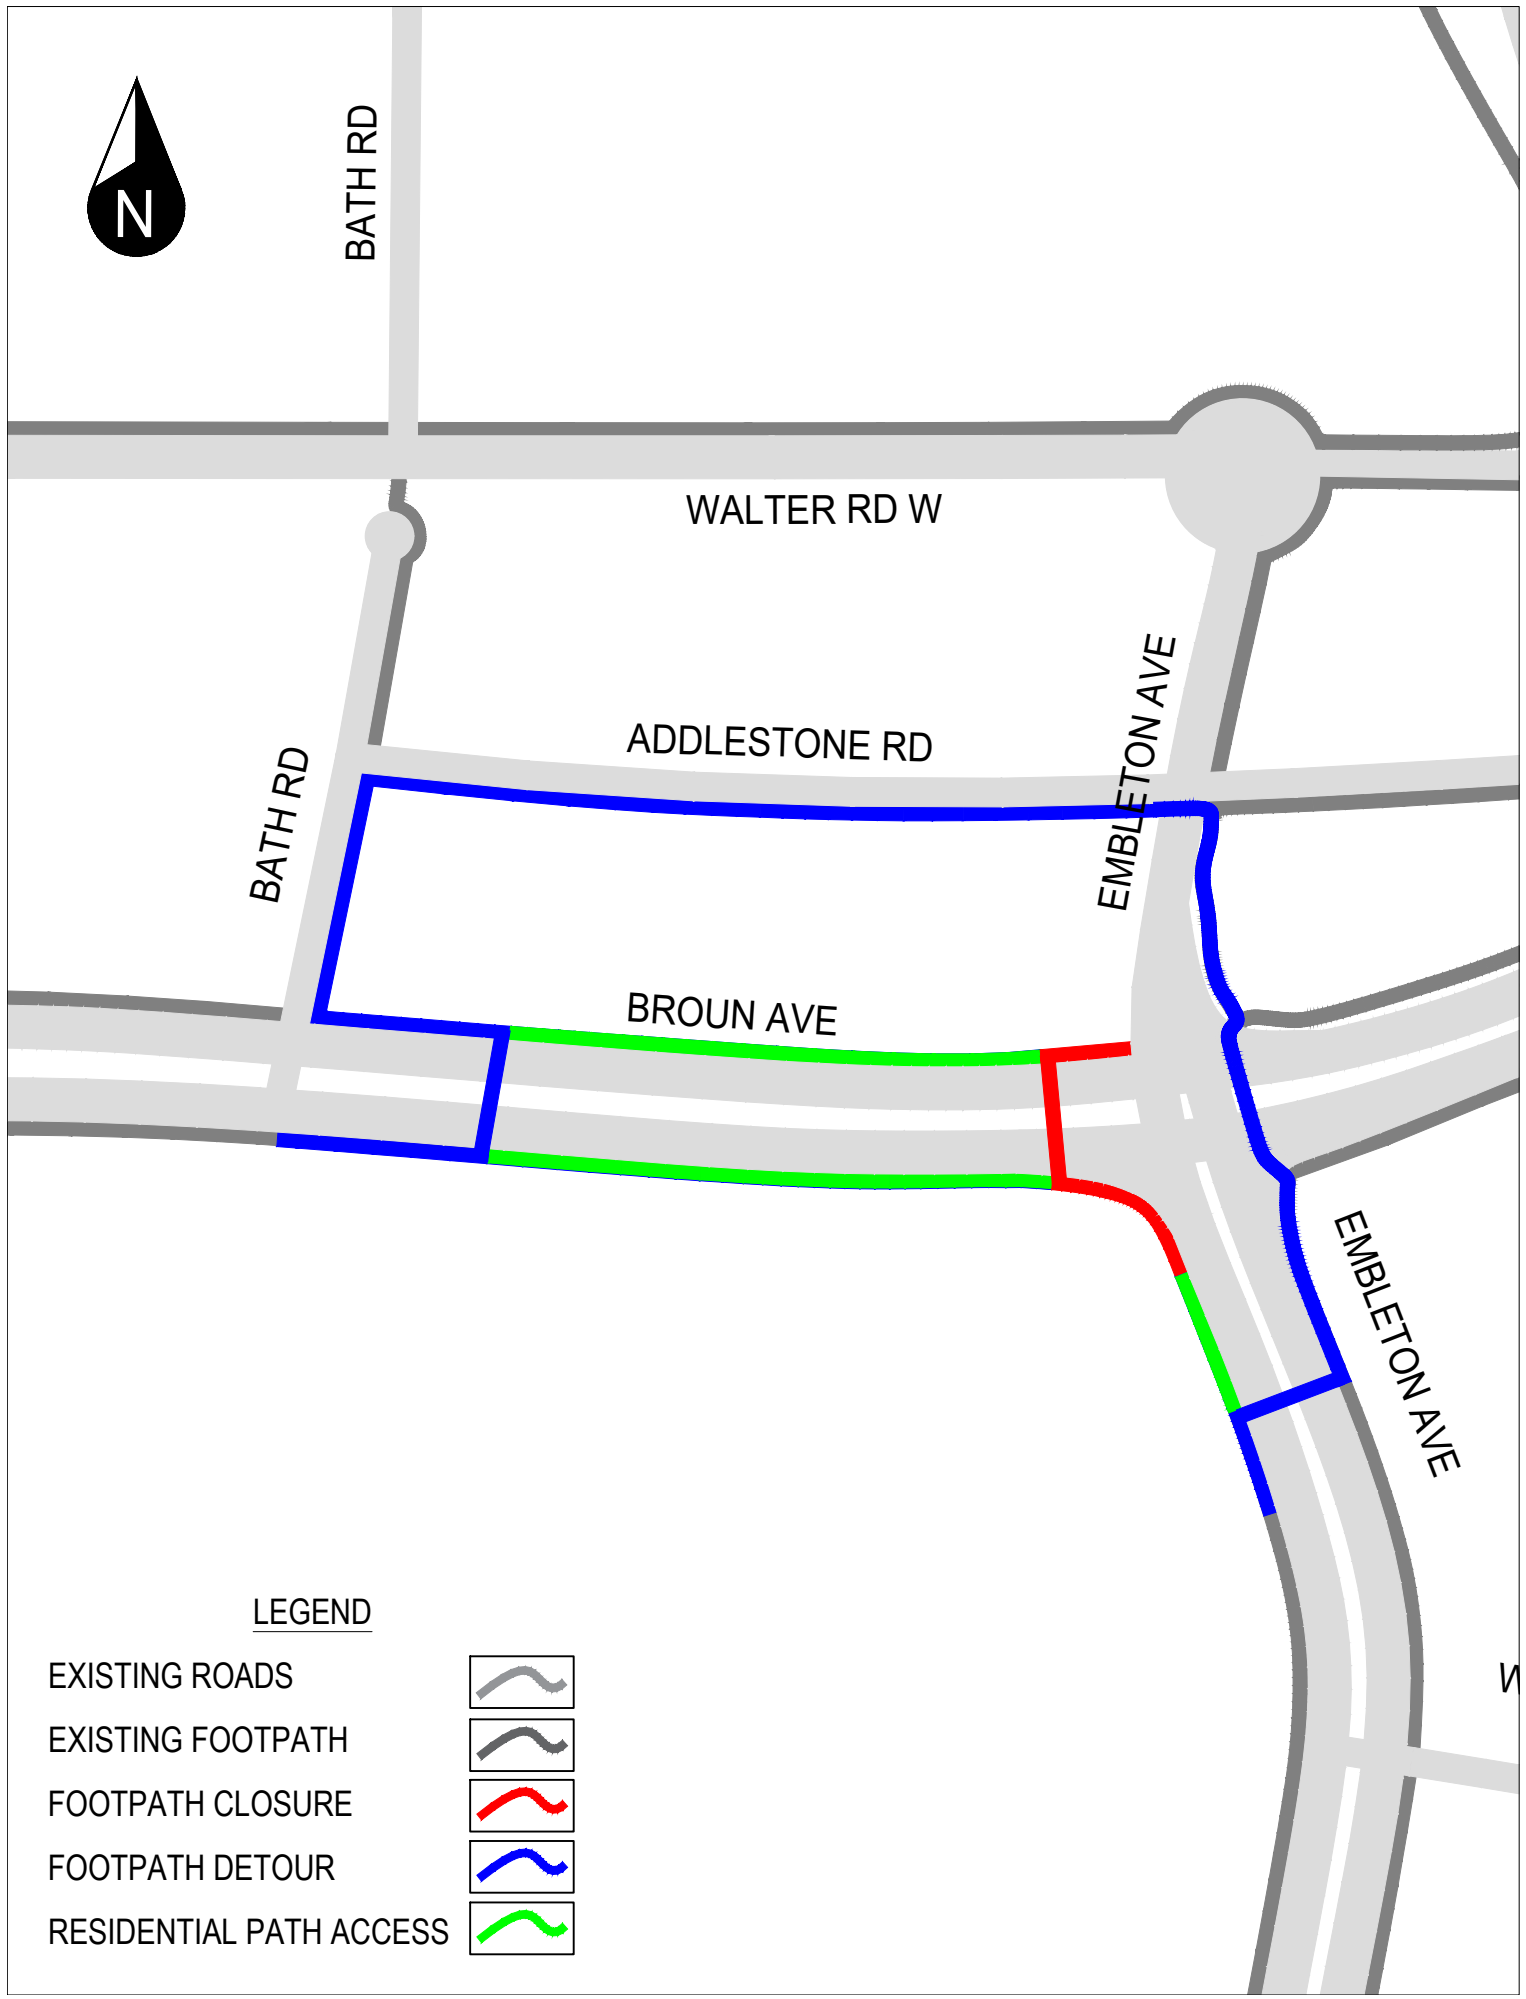 BATH RD
N
WALTER RD W
EMBLETON AVE
ADDLESTONE RD
BATH RD
BROUN AVE
EMBLETON AVE
LEGEND
EXISTING ROADS
W
EXISTING FOOTPATH
FOOTPATH CLOSURE
FOOTPATH DETOUR
RESIDENTIAL PATH ACCESS